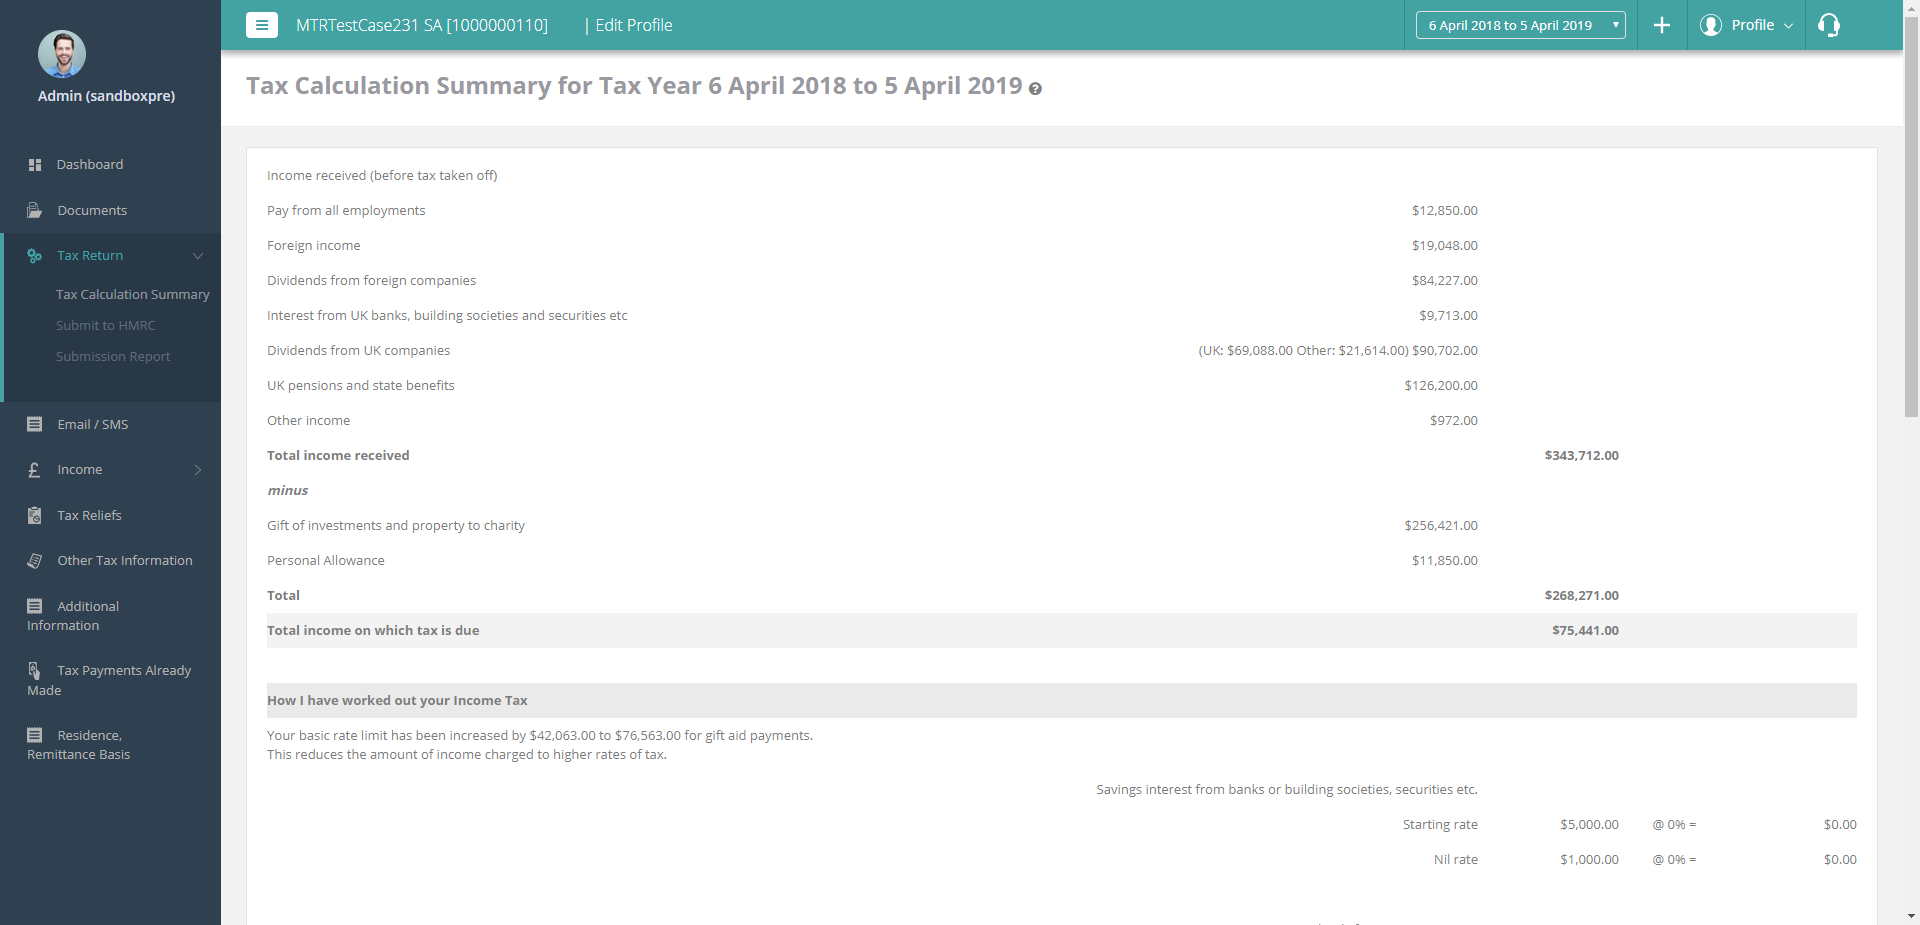 MTRTestCase231 SA [1000000110] | Edit Profile
6 April 2018 to 5 April 2019
Profile
Admin (sandboxpre)
Dashboard
Documents
Tax Return
Tax Calculation Summary
Submit to HMRC
Submission Report
Email / SMS
Income
Tax Reliefs
Other Tax Information
Additional
Information
Tax Payments Already
Made
Residence,
Remittance Basis
Tax Calculation Summary for Tax Year 6 April 2018 to 5 April 2019
Income received (before tax taken off)
Pay from all employments $12,850.00
Foreign income $19,048.00
Dividends from foreign companies $84,227.00
Interest from UK banks, building societies and securities etc $9,713.00
Dividends from UK companies (UK: $69,088.00 Other: $21,614.00) $90,702.00
UK pensions and state benefits $126,200.00
Other income $972.00
Total income received $343,712.00
minus
Gift of investments and property to charity $256,421.00
Personal Allowance $11,850.00
Total $268,271.00
Total income on which tax is due $75,441.00
How I have worked out your Income Tax
Your basic rate limit has been increased by $42,063.00 to $76,563.00 for gift aid payments.
This reduces the amount of income charged to higher rates of tax.
Savings interest from banks or building societies, securities etc.
Starting rate $5,000.00 @ 0% = $0.00
Nil rate $1,000.00 @ 0% = $0.00